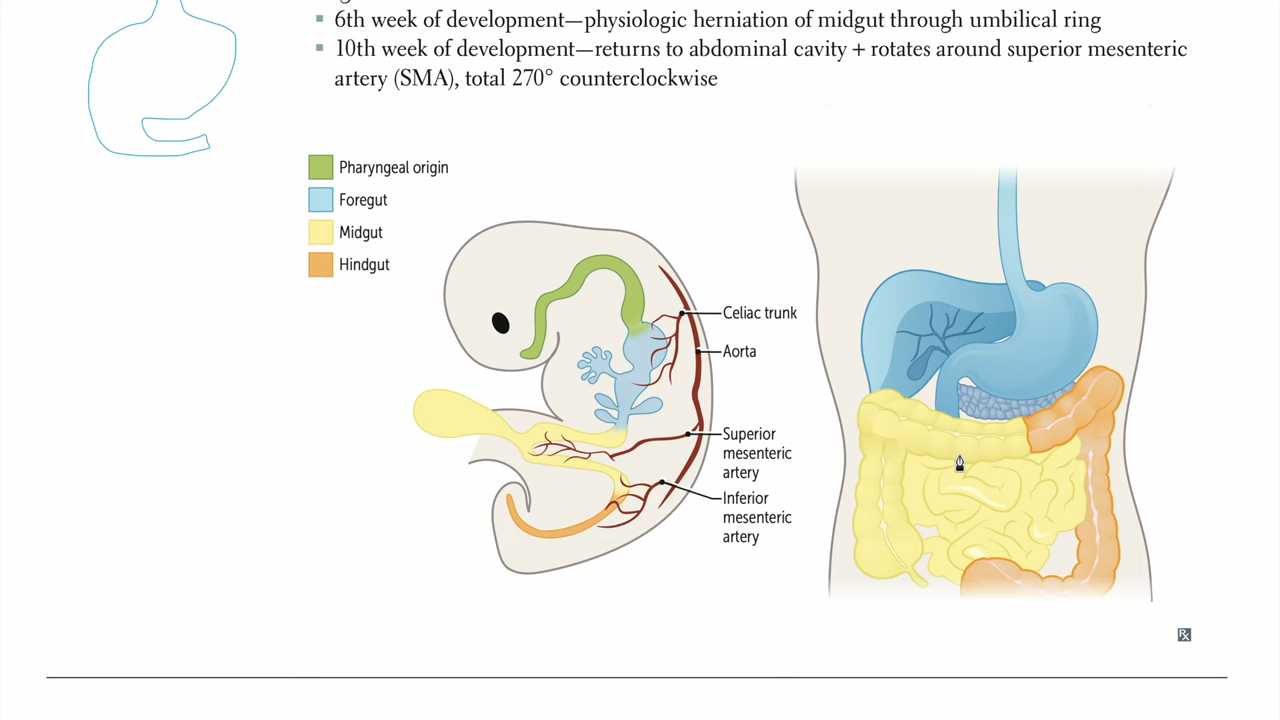 6th week of development—physiologic herniation of midgut through umbilical ring
10th week of development—returns to abdominal cavity + rotates around superior mesenteric
artery (SMA), total 270° counterclockwise
Pharyngeal origin
Foregut
Midgut
Hindgut
Celiac trunk
Aorta
Superior
mesenteric
artery
Inferior
mesenteric
artery
Rx